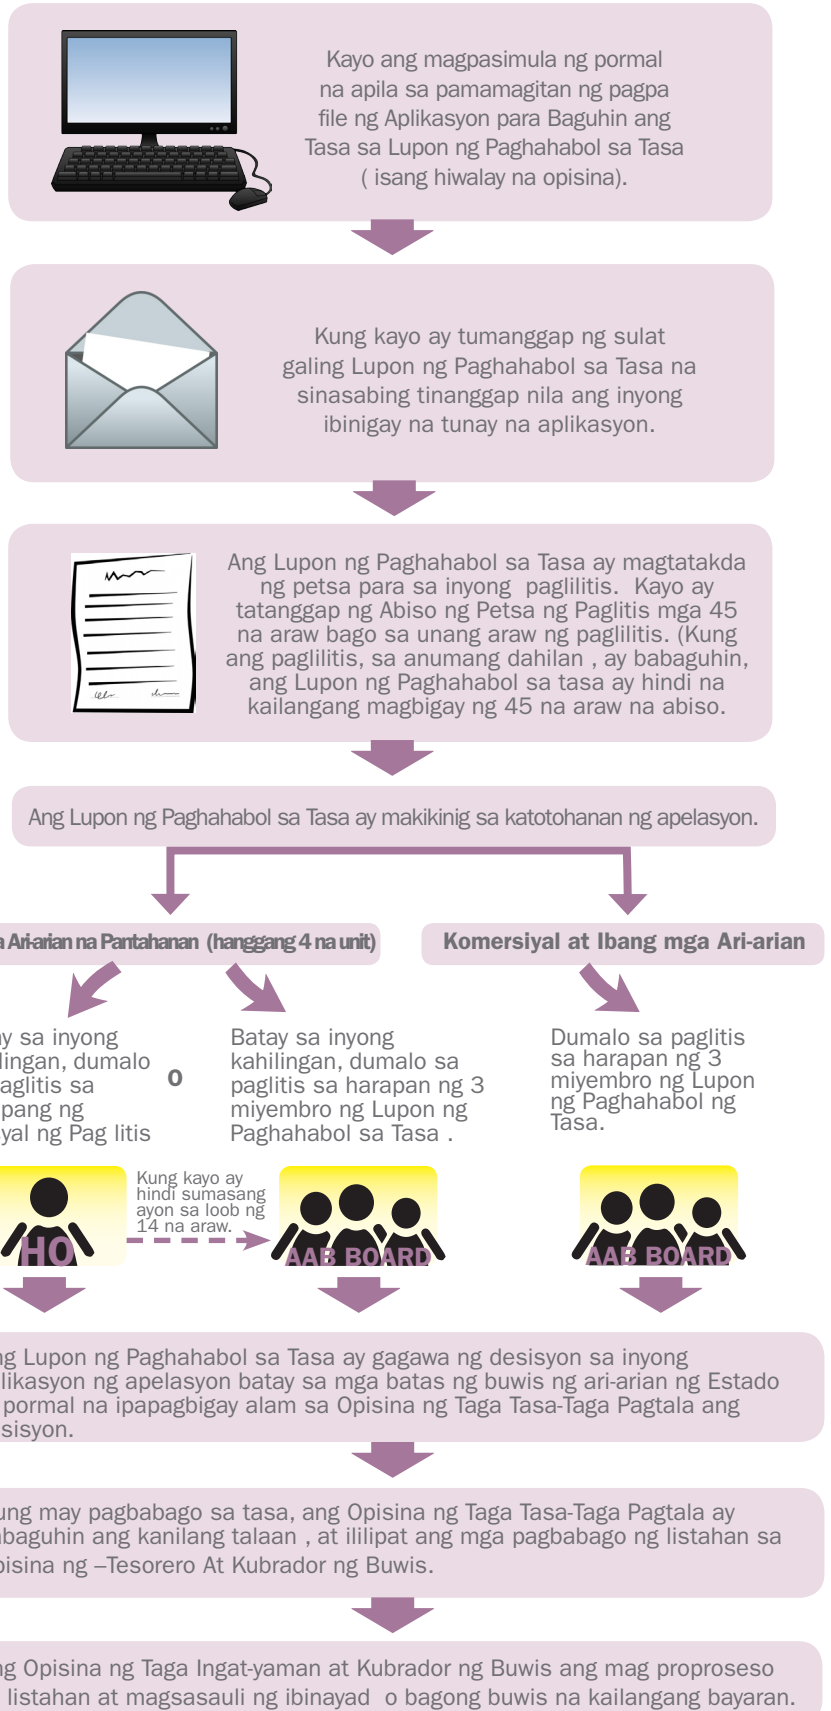 Kayo ang magpasimula ng pormal
na apila sa pamamagitan ng pagpa
file ng Aplikasyon para Baguhin ang
Tasa sa Lupon ng Paghahabol sa Tasa
( isang hiwalay na opisina).
Kung kayo ay tumanggap ng sulat
galing Lupon ng Paghahabol sa Tasa na
sinasabing tinanggap nila ang inyong
ibinigay na tunay na aplikasyon.
Ang Lupon ng Paghahabol sa Tasa ay magtatakda
ng petsa para sa inyong  paglilitis.  Kayo ay
tatanggap ng Abiso ng Petsa ng Paglitis mga 45
na araw bago sa unang araw ng paglilitis. (Kung
ang paglilitis, sa anumang dahilan , ay babaguhin,
ang Lupon ng Paghahabol sa tasa ay hindi na
kailangang magbigay ng 45 na araw na abiso.
Ang Lupon ng Paghahabol sa Tasa ay makikinig sa katotohanan ng apelasyon.
a Ari-arian na Pantahanan (hanggang 4 na unit)
Komersiyal at Ibang mga Ari-arian
ay sa inyong
lingan, dumalo
paglitis sa
pang ng
syal ng Pag litis
o
Batay sa inyong
kahilingan, dumalo sa
paglitis sa harapan ng 3
miyembro ng Lupon ng
Paghahabol sa Tasa .
Dumalo sa paglitis
sa harapan ng 3
miyembro ng Lupon
ng Paghahabol ng
Tasa.
HO
Kung kayo ay
hindi sumasang
ayon sa loob ng
14 na araw.
AAB BOARD
AAB BOARD
ng Lupon ng Paghahabol sa Tasa ay gagawa ng desisyon sa inyong
likasyon ng apelasyon batay sa mga batas ng buwis ng ari-arian ng Estado
pormal na ipapagbigay alam sa Opisina ng Taga Tasa-Taga Pagtala ang
sisyon.
ung may pagbabago sa tasa, ang Opisina ng Taga Tasa-Taga Pagtala ay
baguhin ang kanilang talaan , at ililipat ang mga pagbabago ng listahan sa
pisina ng –Tesorero At Kubrador ng Buwis.
ng Opisina ng Taga Ingat-yaman at Kubrador ng Buwis ang mag proproseso
listahan at magsasauli ng ibinayad  o bagong buwis na kailangang bayaran.